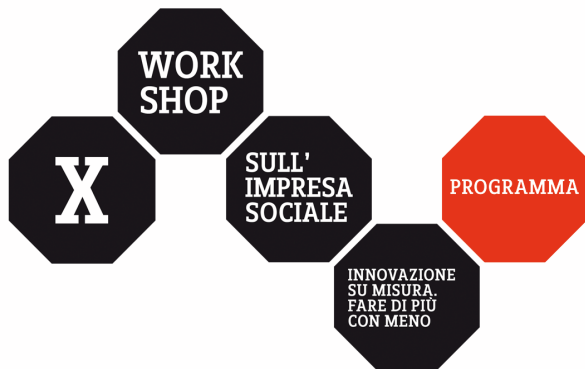 X
WORK
SHOP
SULL'
IMPRESA
SOCIALE
INNOVAZIONE
SU MISURA.
FARE DI PIÙ
CON MENO
PROGRAMMA